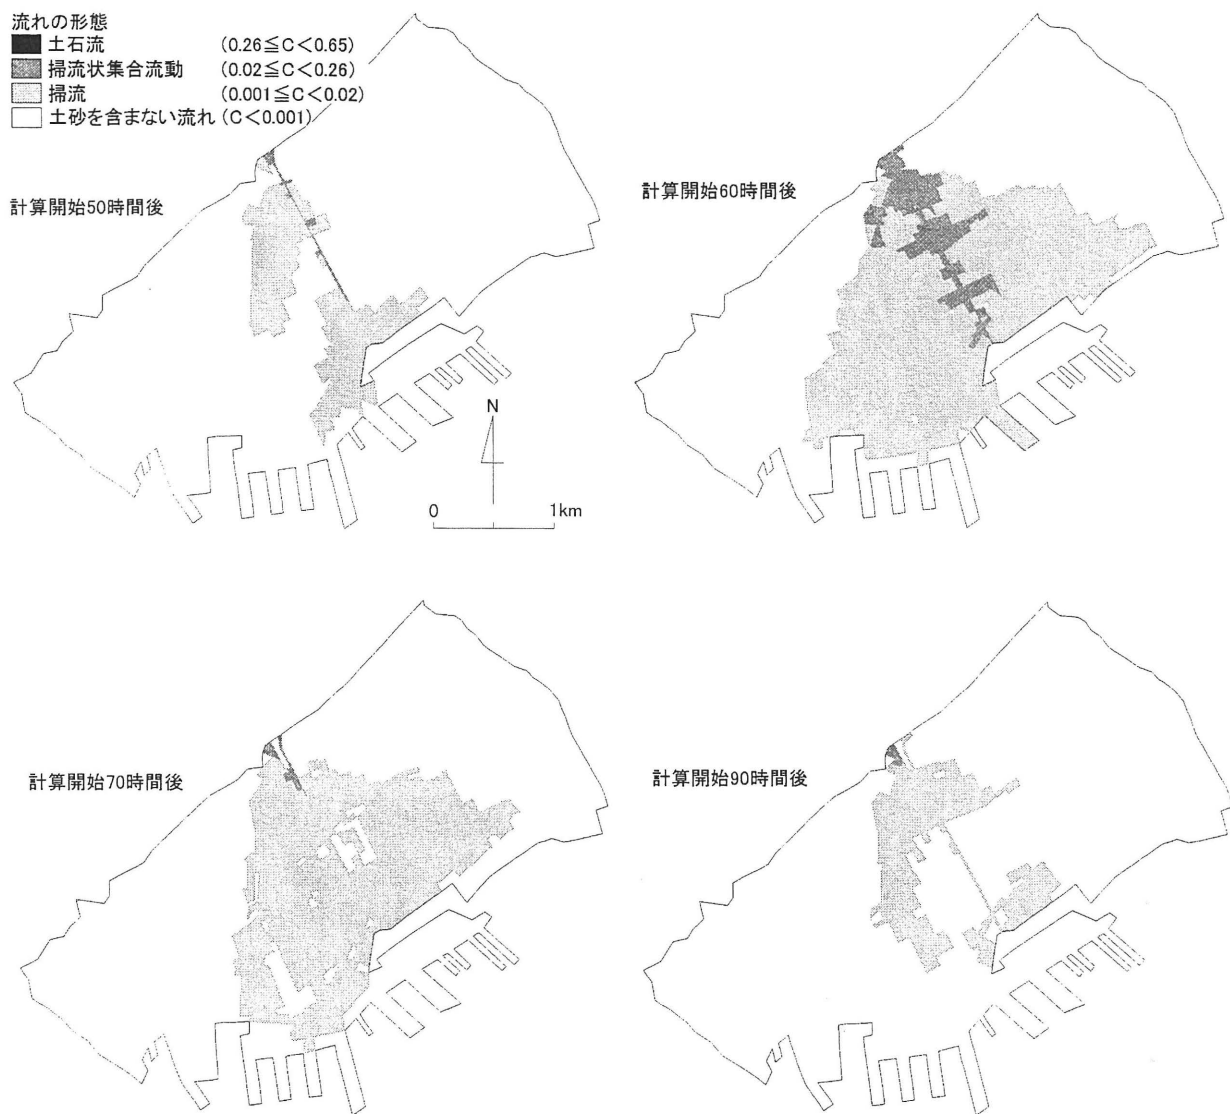 流れの形態
土石流 (0.26≦C<0.65)
掃流状集合流動 (0.02≦C<0.26)
掃流 (0.001≦C<0.02)
土砂を含まない流れ (C<0.001)
計算開始50時間後
計算開始60時間後
N
0 1km
計算開始70時間後
計算開始90時間後